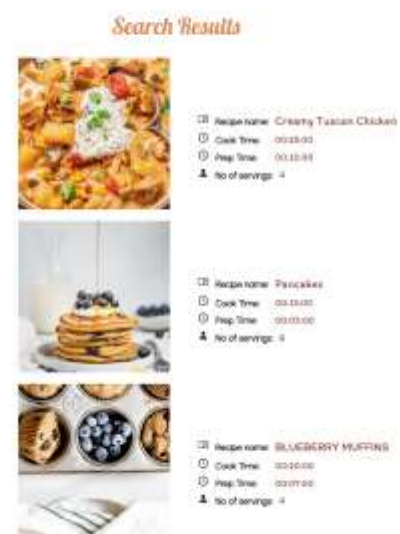 Search Results
Recipe name: Creamy Tuscan Chicken
Cook Time:
Prep Time:
No of servings: 4
Recipe name: Pancakes
Cook Time:
Prep Time:
No of servings:
Recipe name: BLUEBERRY MUFFINS
Cook Time:
Prep Time:
No of servings: 4